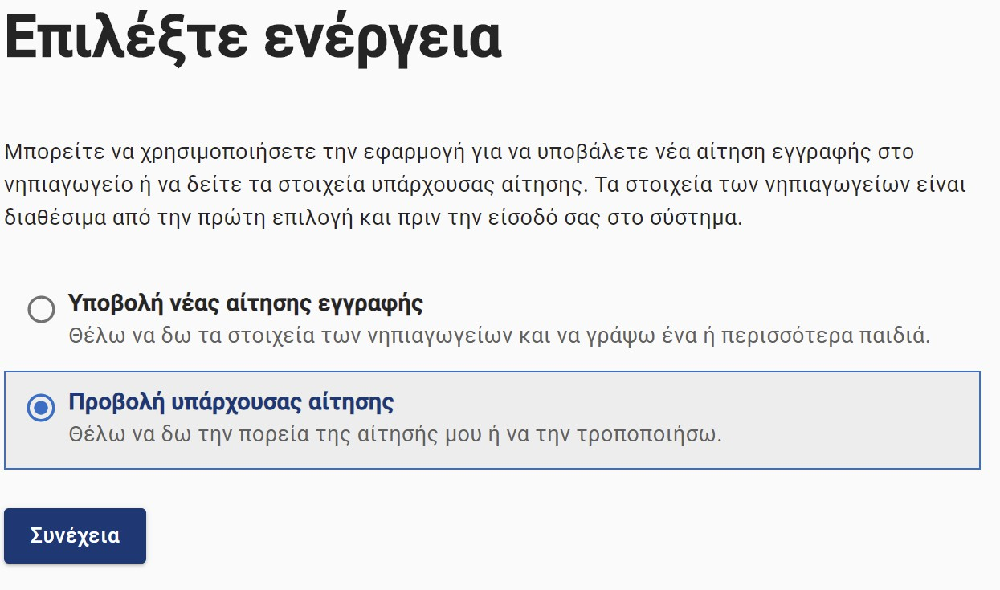 Επιλέξτε ενέργεια
Μπορείτε να χρησιμοποιήσετε την εφαρμογή για να υποβάλετε νέα αίτηση εγγραφής στο
νηπιαγωγείο ή να δείτε τα στοιχεία υπάρχουσας αίτησης. Τα στοιχεία των νηπιαγωγείων είναι
διαθέσιμα από την πρώτη επιλογή και πριν την είσοδό σας στο σύστημα.
Υποβολή νέας αίτησης εγγραφής
Θέλω να δω τα στοιχεία των νηπιαγωγείων και να γράψω ένα ή περισσότερα παιδιά.
Προβολή υπάρχουσας αίτησης
Θέλω να δω την πορεία της αίτησής μου ή να την τροποποιήσω.
Συνέχεια